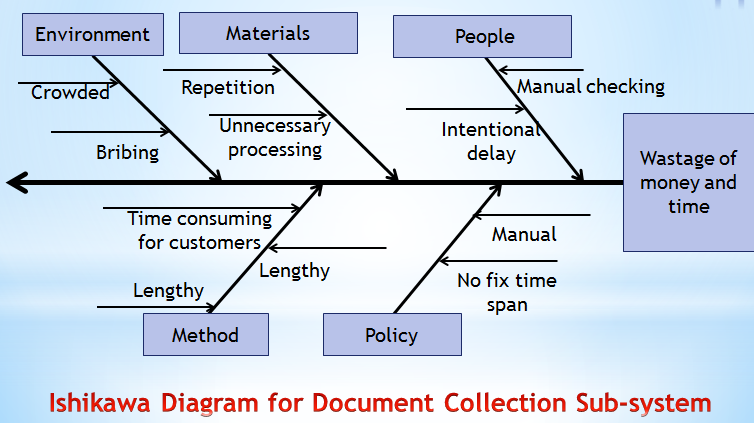 Environment
Materials
People
Crowded
Repetition
Manual checking
Bribing
Unnecessary
processing
Intentional
delay
Wastage of
money and
time
Time consuming
for customers
Manual
Lengthy
No fix time
span
Lengthy
Method
Policy
Ishikawa Diagram for Document Collection Sub-system